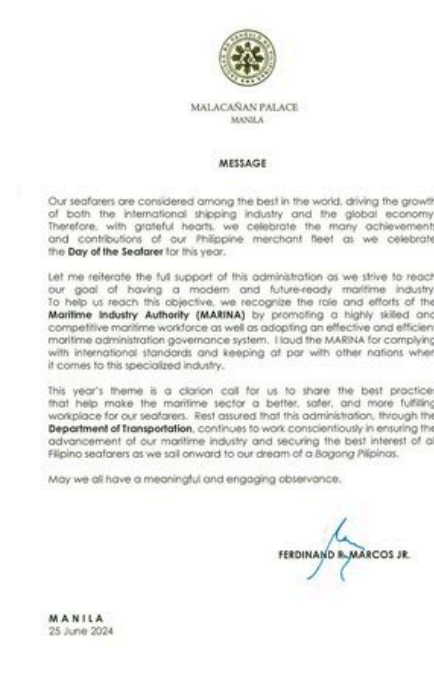 MALACAÑAN PALACE
MANILA
MESSAGE
Our seafarers are considered among the best in the world, driving the growth
of both the international shipping industry and the global economy.
Therefore, with grateful hearts, we celebrate the many achievement
and contributions of our Philippine merchant fleet as we celebrate
the Day of the Seafarer for this year.
Let me reiterate the full support of this administration as we strive to reach
our goal of having a modern and future-ready maritime industry
To help us reach this objective, we recognize the role and efforts of the
Maritime Industry Authority (MARINA) by promoting a highly skilled and
competitive maritime workforce as well as adopting an effective and efficient
maritime administration governance system. I laud the MARINA for complying
with international standards and keeping at par with other nations when
it comes to this specialized industry.
This year's theme is a clarion call for us to share the best practice
that help make the maritime sector a better, safer, and more fulfilling
workplace for our seafarers. Rest assured that this administration, through the
Department of Transportation, continues to work conscientiously in ensuring the
advancement of our maritime industry and securing the best interest of al
Filipino seafarers as we sail onward to our dream of a Bagong Pilipinas.
May we all have a meaningful and engaging observance.
FERDINAND R. MARCOS JR.
MANILA
25 June 2024